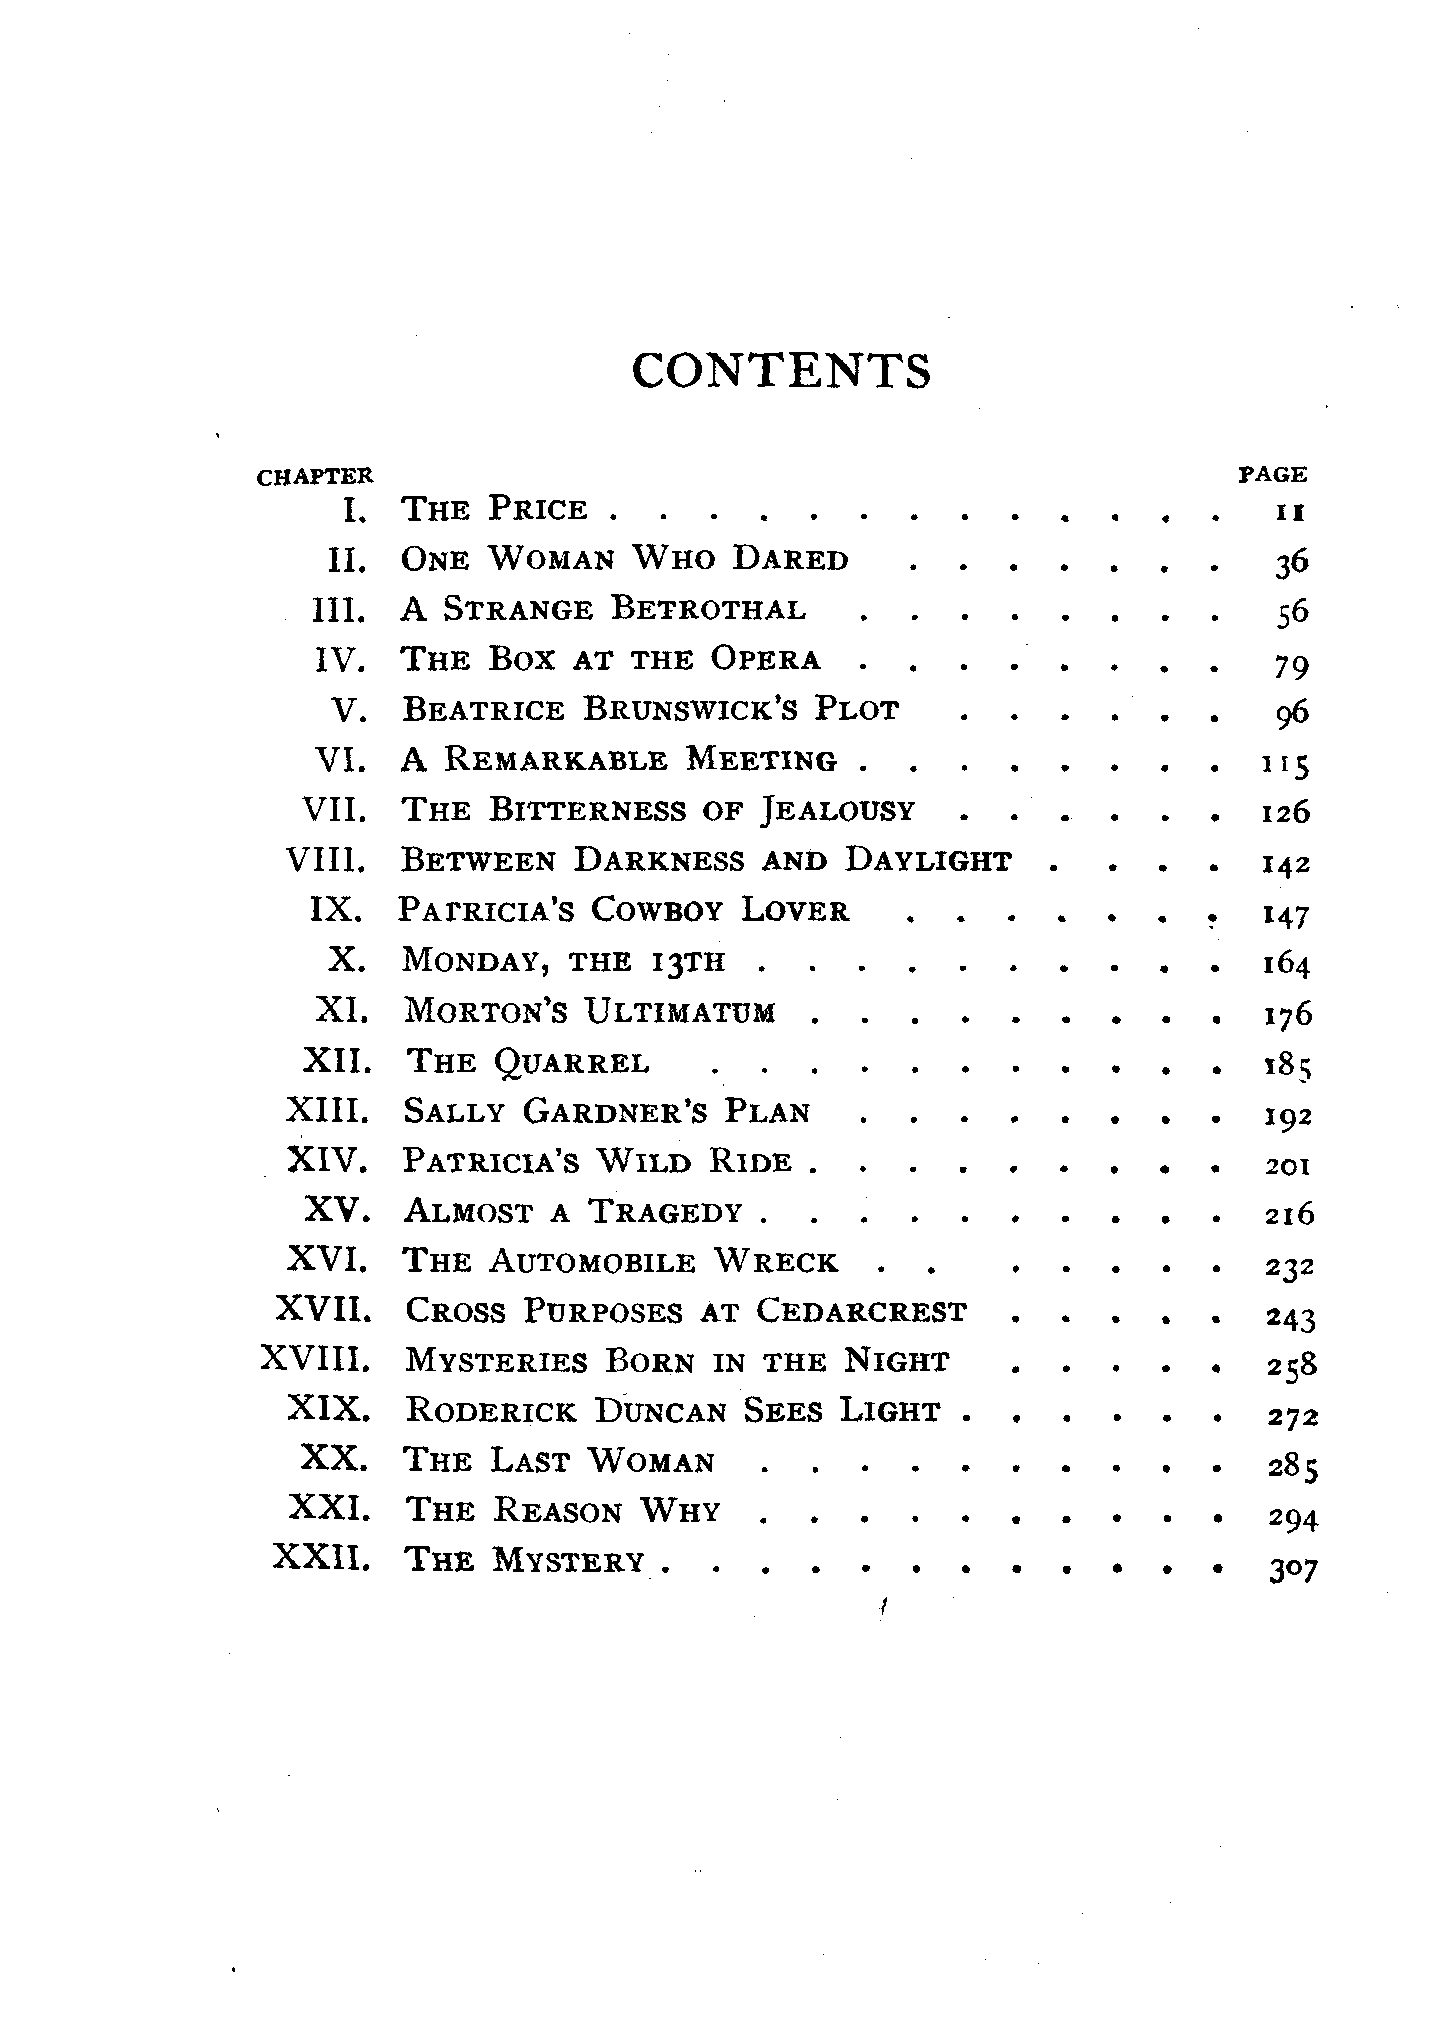 CONTENTS
CHAPTER PAGE
I. THE PRICE . . . . . . . . . . . . . 11
II. ONE WOMAN WHO DARED . . . . . . . 36
III. A STRANGE BETROTHAL . . . . . . . . 56
IV. THE BOX AT THE OPERA . . . . . . . . 79
V. BEATRICE BRUNSWICK'S PLOT . . . . . . 96
VI. A REMARKABLE MEETING . . . . . . . . 115
VII. THE BITTERNESS OF JEALOUSY . . . . . . 126
VIII. BETWEEN DARKNESS AND DAYLIGHT . . . . 142
IX. PATRICIA'S COWBOY LOVER . . . . . . . 147
X. MONDAY, THE 13TH . . . . . . . . . . 164
XI. MORTON'S ULTIMATUM . . . . . . . . . 176
XII. THE QUARREL . . . . . . . . . . . 185
XIII. SALLY GARDNER'S PLAN . . . . . . . . 192
XIV. PATRICIA'S WILD RIDE . . . . . . . . . 201
XV. ALMOST A TRAGEDY . . . . . . . . . . 216
XVI. THE AUTOMOBILE WRECK . . . . . . . 232
XVII. CROSS PURPOSES AT CEDARCREST . . . . . 243
XVIII. MYSTERIES BORN IN THE NIGHT . . . . . 258
XIX. RODERICK DUNCAN SEES LIGHT . . . . . . 272
XX. THE LAST WOMAN . . . . . . . . . . 285
XXI. THE REASON WHY . . . . . . . . . . 294
XXII. THE MYSTERY . . . . . . . . . . . . 307